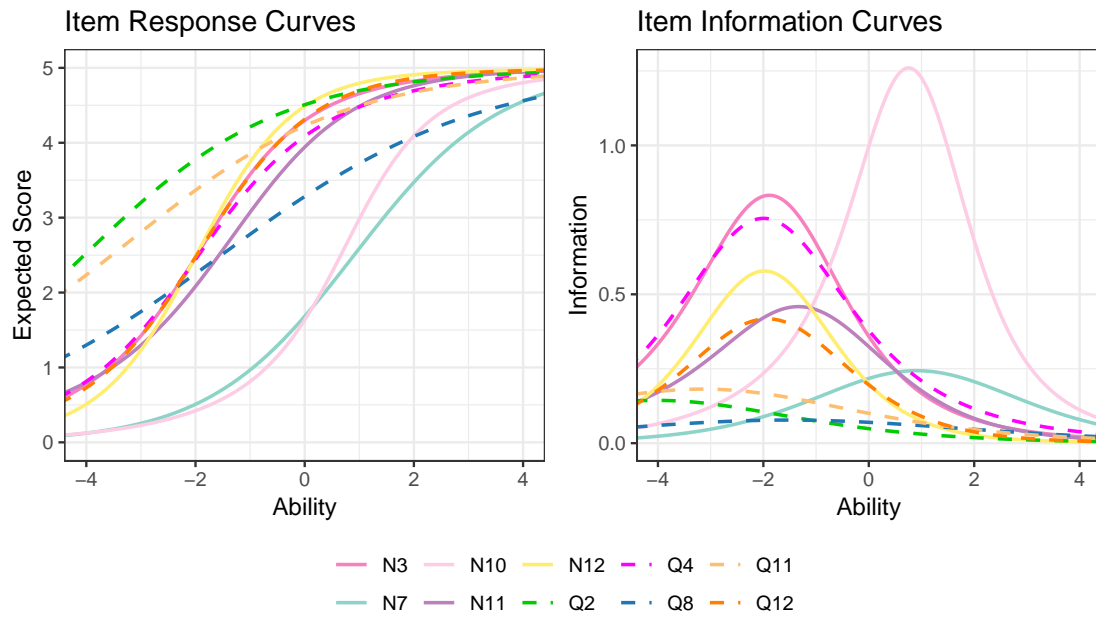 Item Response Curves
Item Information Curves
Expected Score
5
4
3
2
1
0
−4
−2
0
2
4
Ability
Information
1.0
0.5
0.0
−4
−2
0
2
4
Ability
N3
N10
N12
Q4
Q11
N7
N11
Q2
Q8
Q12